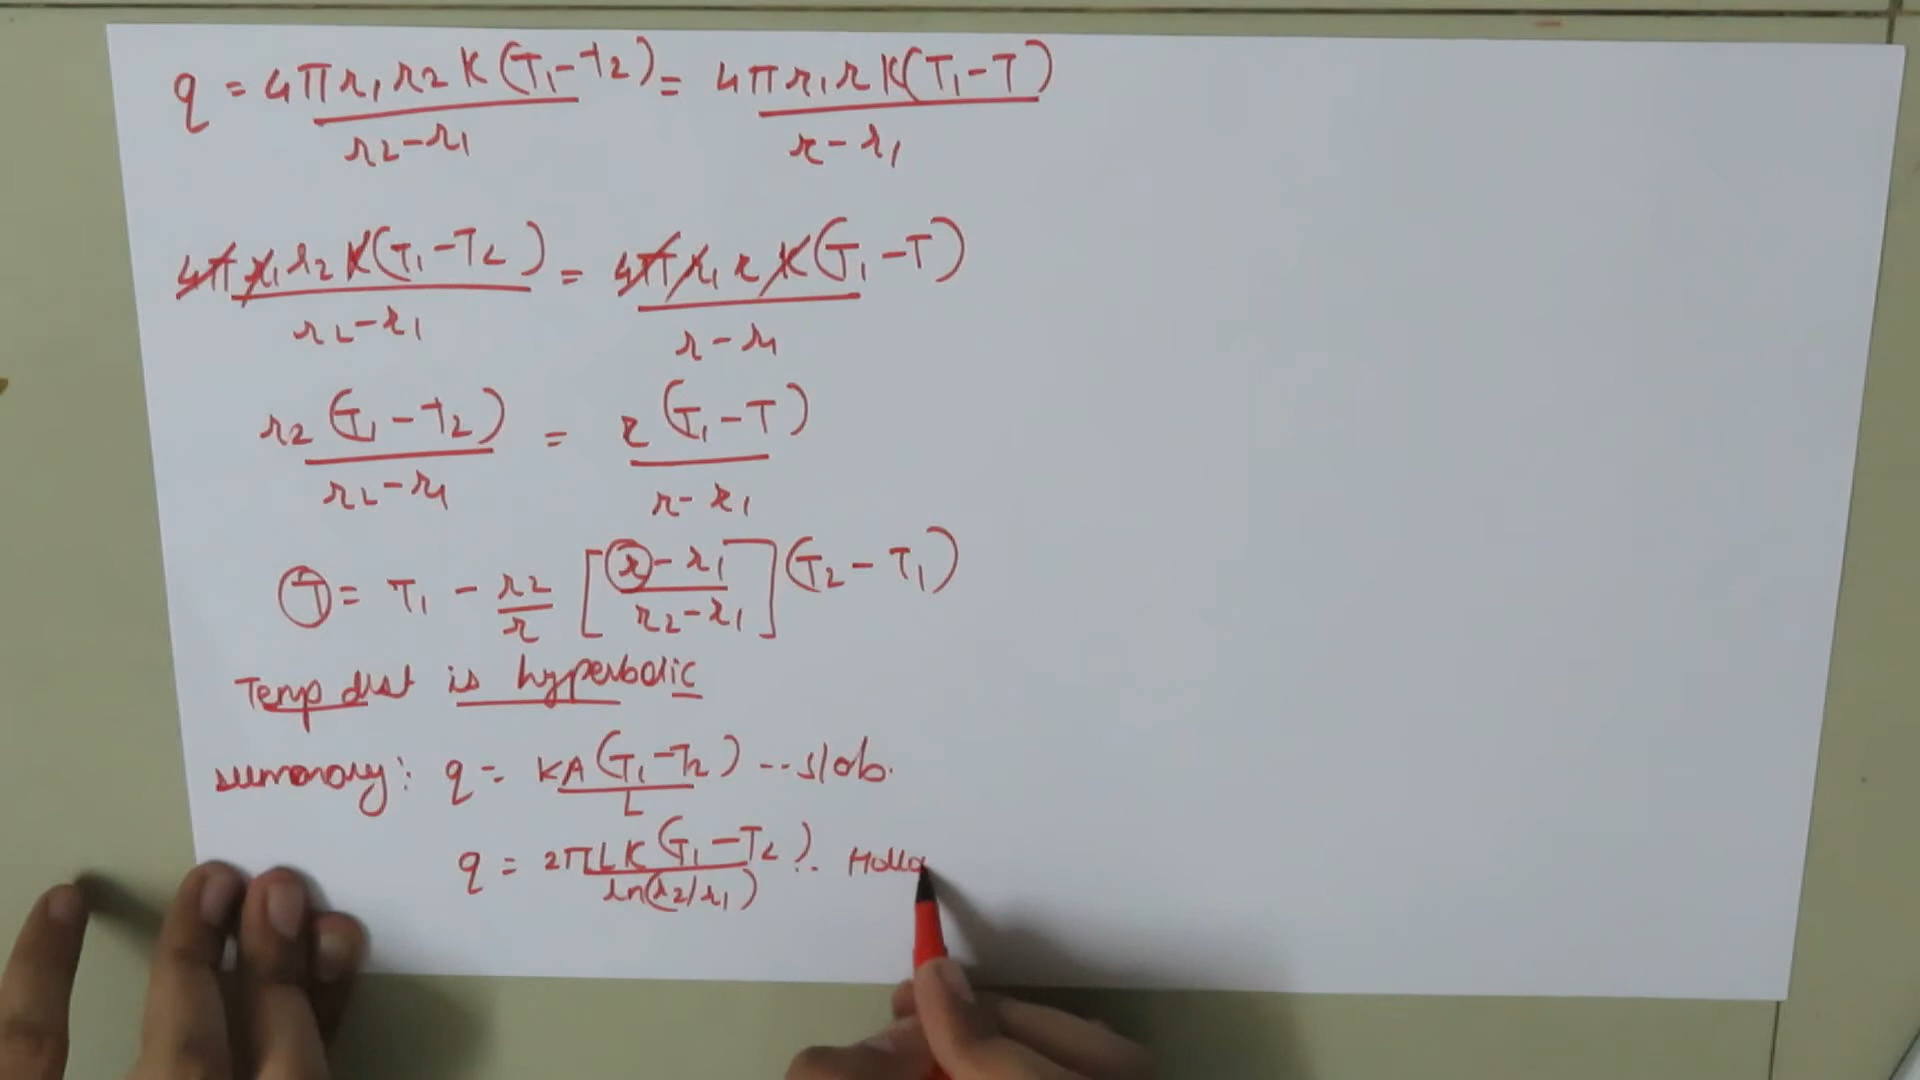 q = 4πr1r2K(T1-T2)/r2-r1 = 4πr1rK(T1-T)/r-r1
4πr1r2K(T1-T2)/r2-r1 = 4πr1rK(T1-T)/r-r1
r2(T1-T2)/r2-r1 = r(T1-T)/r-r1
T = T1 - r2/r [r-r1/r2-r1] (T2-T1)
Temp dist is hyperbolic
summary: q = KA(T1-T2)/L --slab.
q = 2πLK(T1-T2)/ln(r2/r1) .. Hollo